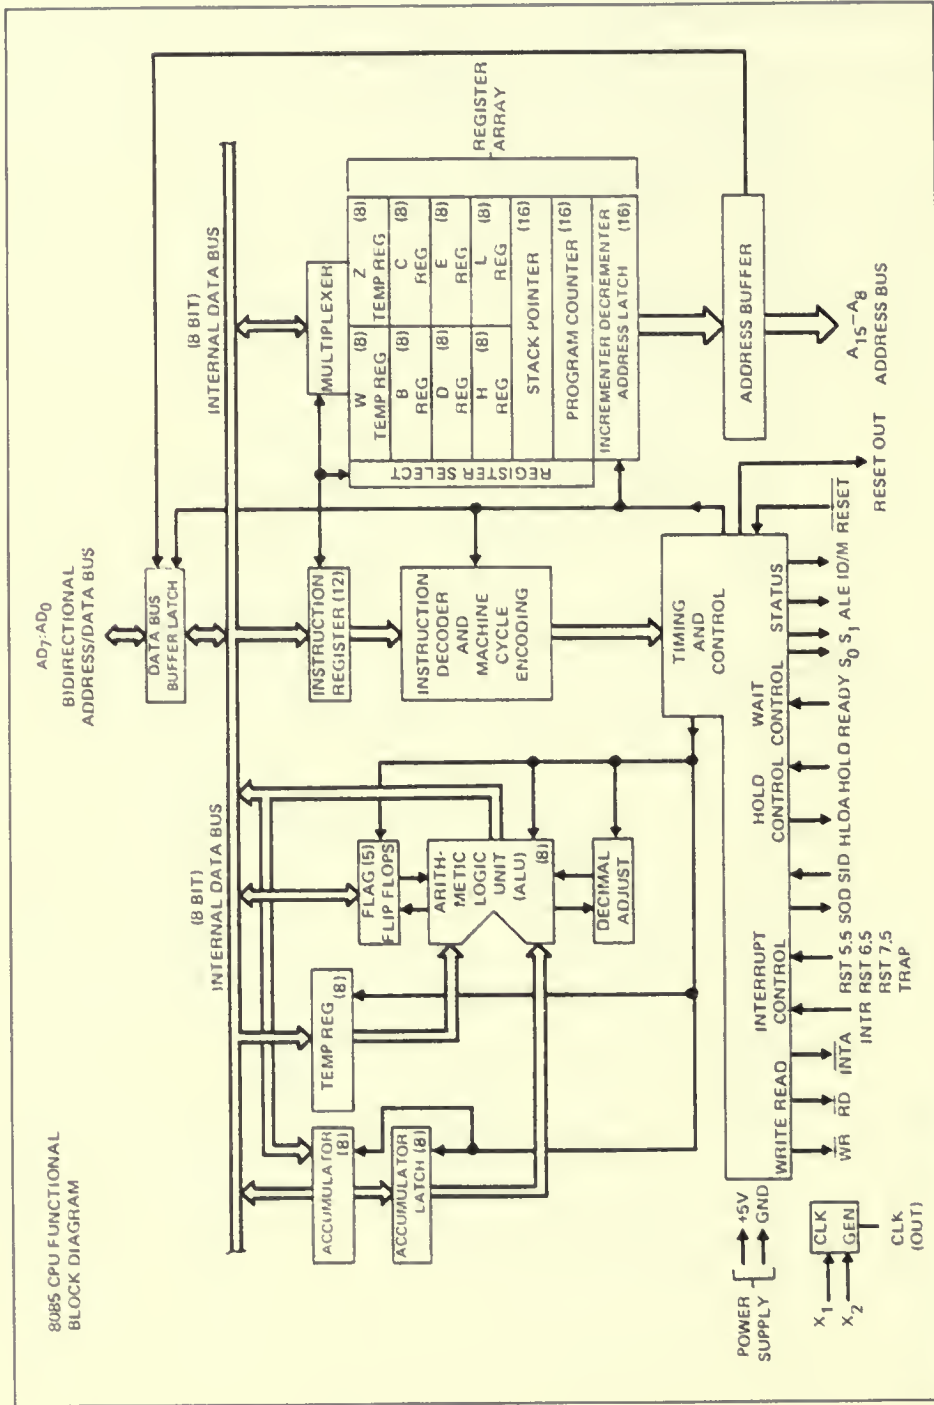 8085 CPU FUNCTIONAL
BLOCK DIAGRAM
AD7·AD0
BIDIRECTIONAL
ADDRESS/DATA BUS
(8 BIT)
INTERNAL DATA BUS
(8 BIT)
INTERNAL DATA BUS
DATA BUS
BUFFER LATCH
ACCUMULATOR
(8)
ACCUMULATOR
LATCH (8)
TEMP REG
(8)
FLAG (5)
FLIP FLOPS
ARITH-
METIC
LOGIC
UNIT
(ALU)
(8)
DECIMAL
ADJUST
INSTRUCTION
REGISTER (12)
INSTRUCTION
DECODER
AND
MACHINE
CYCLE
ENCODING
MULTIPLEXER
REGISTER SELECT
W (8)
TEMP REG
Z (8)
TEMP REG
B (8)
REG
C (8)
REG
D (8)
REG
E (8)
REG
H (8)
REG
L (8)
REG
STACK POINTER (16)
PROGRAM COUNTER (16)
INCREMENTER DECREMENTER
ADDRESS LATCH (16)
REGISTER
ARRAY
POWER
SUPPLY
+5V
GND
X1
X2
CLK
GEN
CLK
(OUT)
TIMING
AND
CONTROL
WRITE READ
INTERRUPT
CONTROL
HOLD
CONTROL
WAIT
CONTROL
STATUS
WR
RD
INTA
INTR
RST 5.5
RST 6.5
RST 7.5
TRAP
SOD SID HLOA HOLD READY S0 S1 ALE IO/M RESET
RESET OUT
ADDRESS BUFFER
A15–A8
ADDRESS BUS